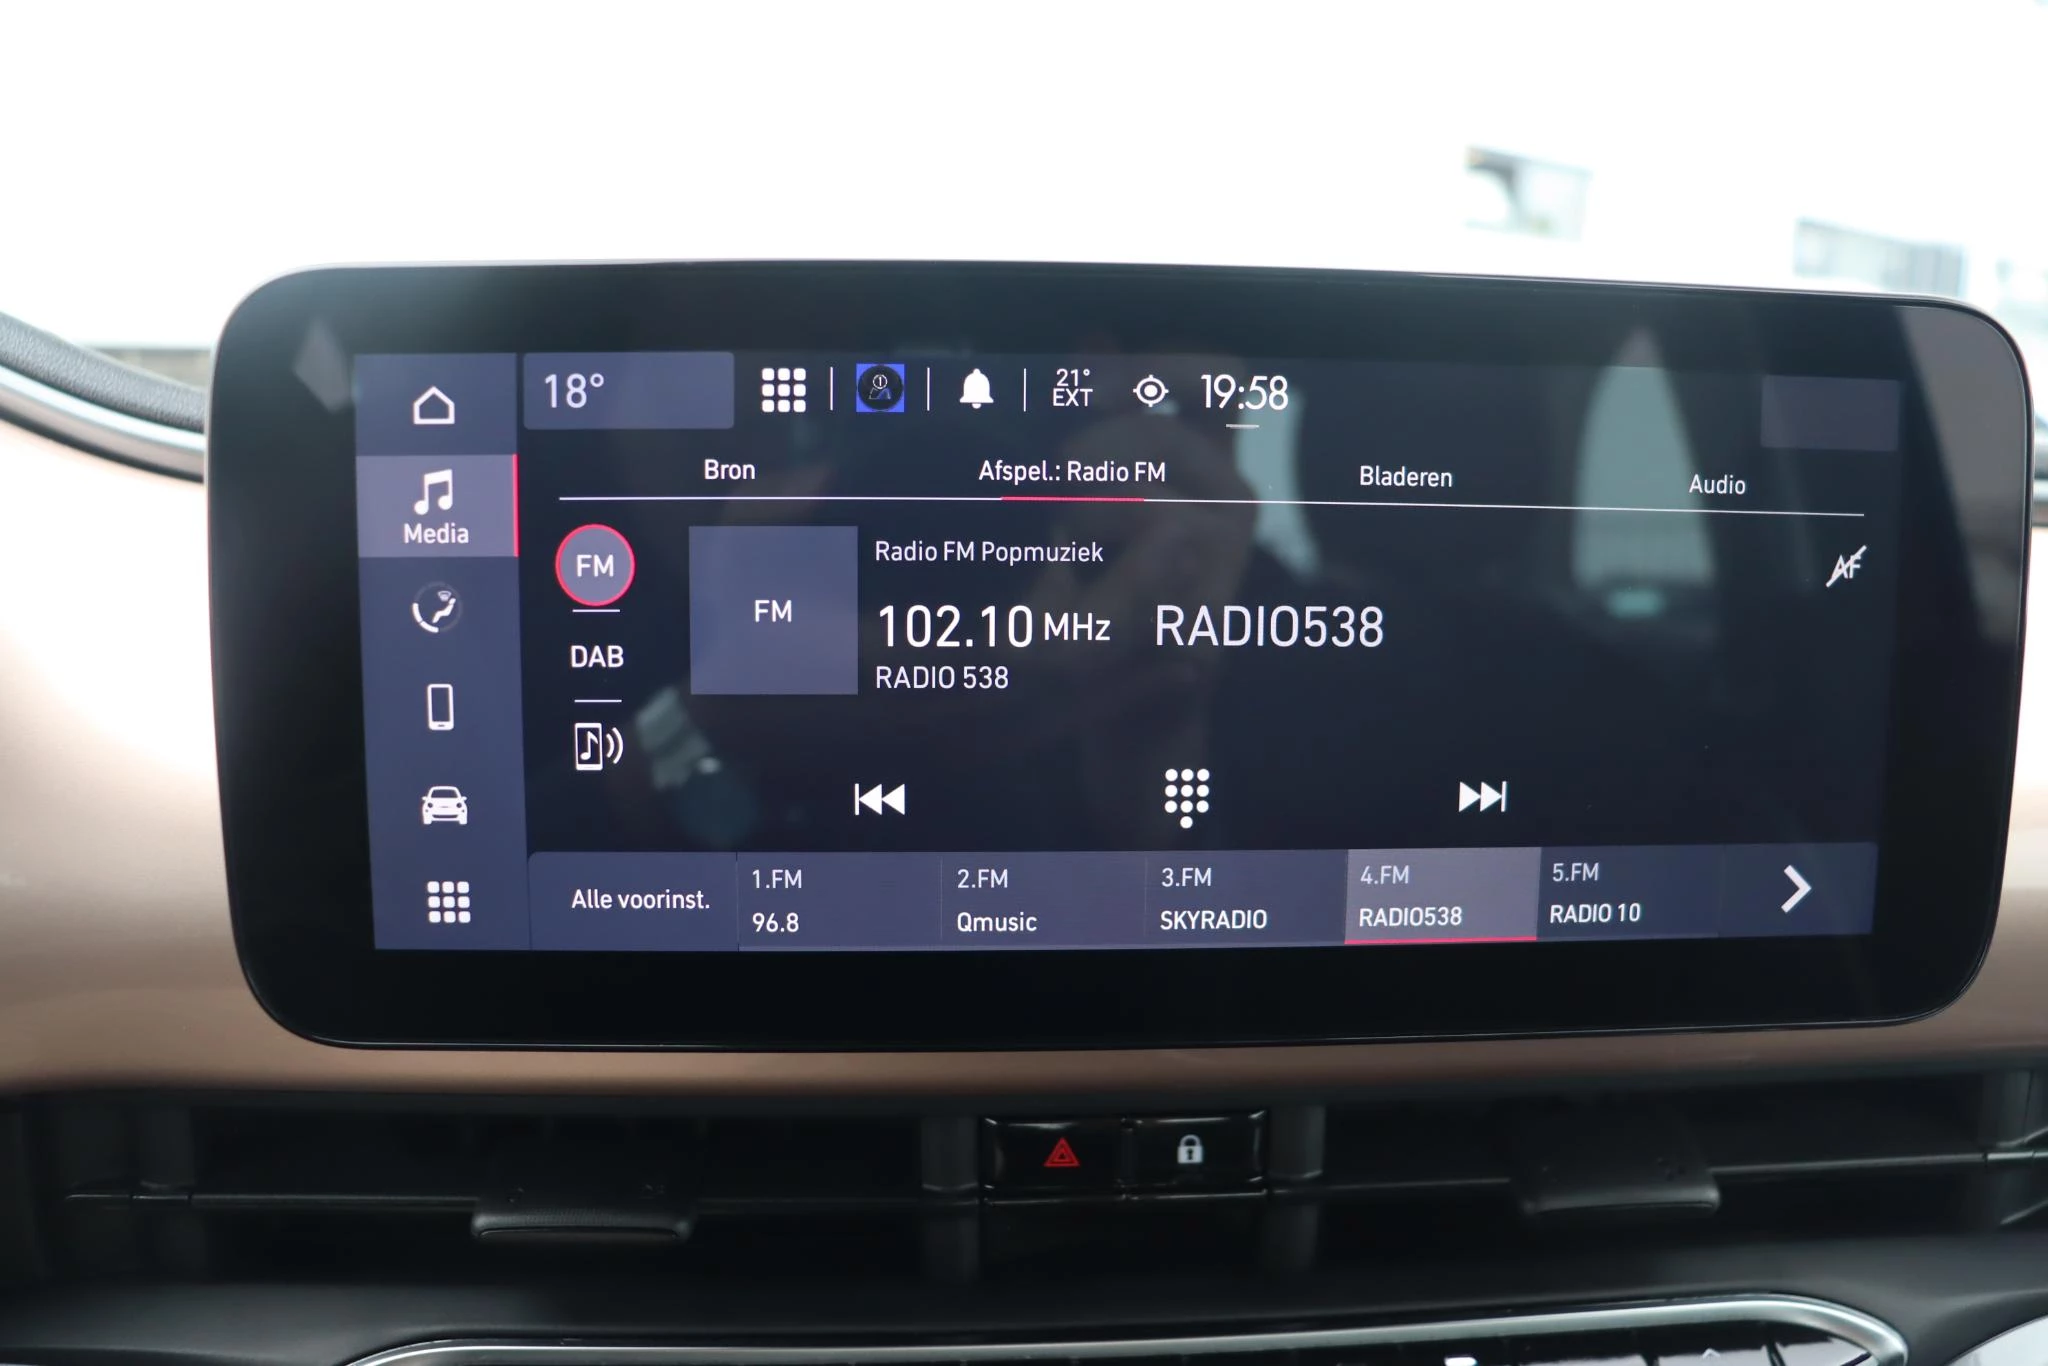 18°
21°
EXT
19:58
Bron
Afspel.: Radio FM
Bladeren
Audio
Media
FM
DAB
FM
Radio FM Popmuziek
AF
102.10 MHz RADIO538
RADIO 538
Alle voorinst.
1.FM
96.8
2.FM
Qmusic
3.FM
SKYRADIO
4.FM
RADIO538
5.FM
RADIO 10